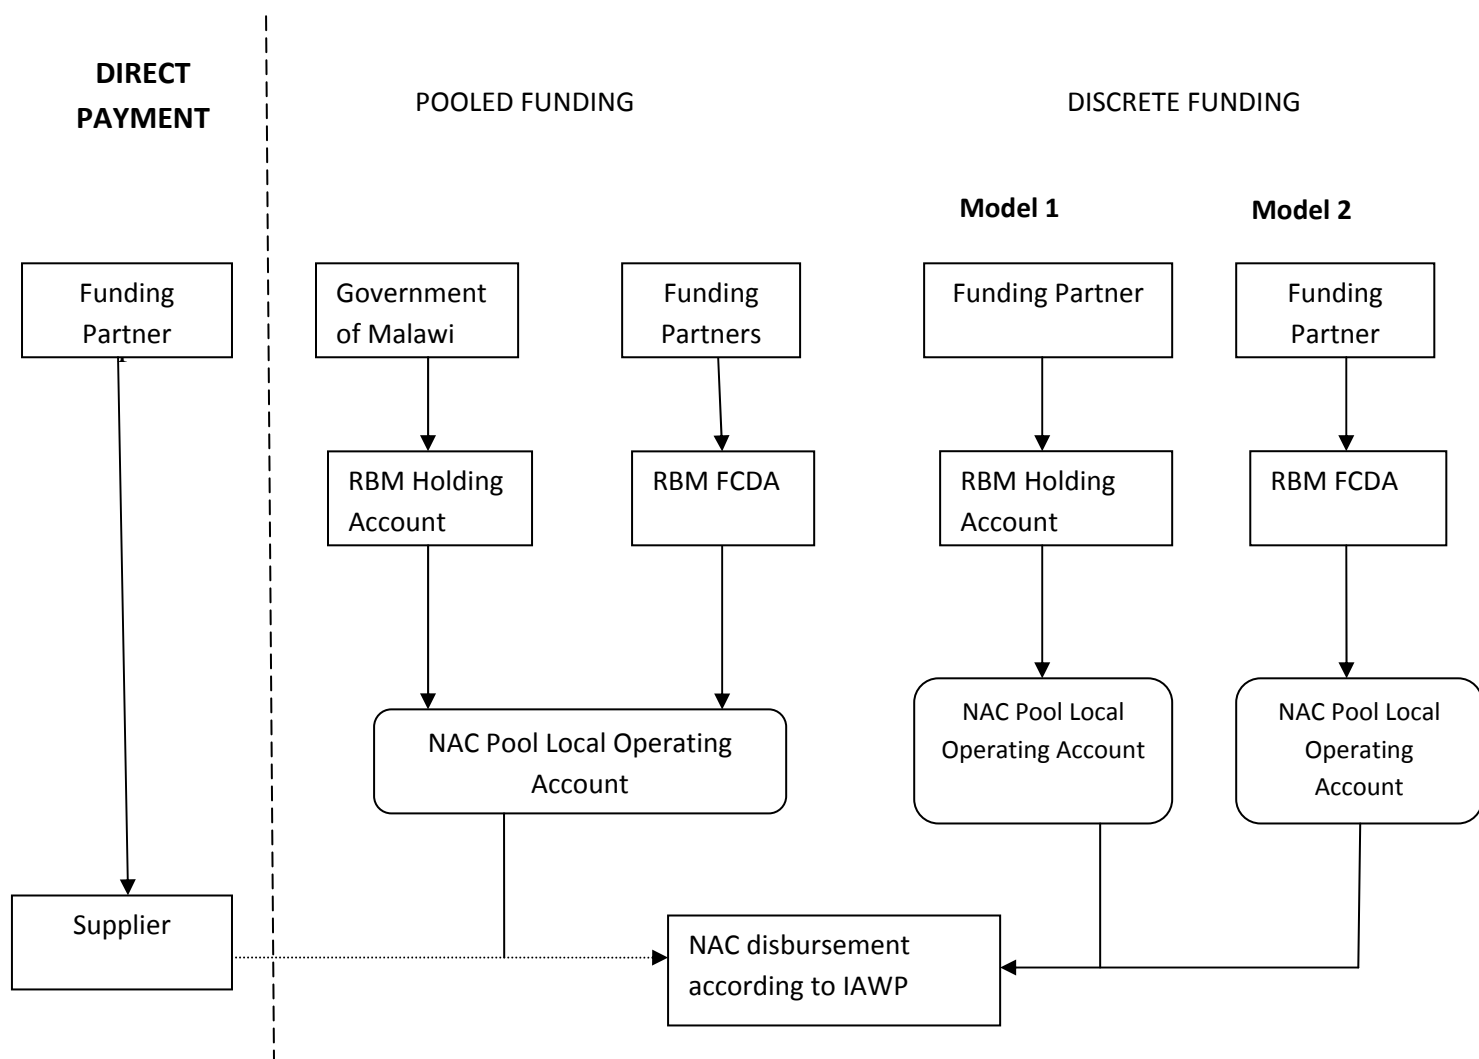 DIRECT
PAYMENT
POOLED FUNDING
DISCRETE FUNDING
Model 1
Model 2
Funding
Partner
Government
of Malawi
Funding
Partners
Funding Partner
Funding
Partner
RBM Holding
Account
RBM FCDA
RBM Holding
Account
RBM FCDA
NAC Pool Local Operating
Account
NAC Pool Local
Operating Account
NAC Pool Local
Operating
Account
Supplier
NAC disbursement
according to IAWP